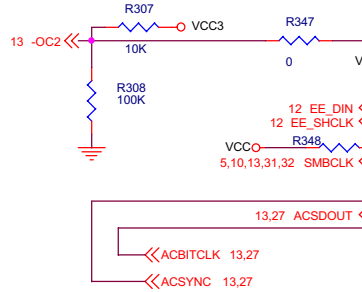 R307
VCC3
R347
13 -OC2
10K
0
R308
100K
12 EE_DIN
12 EE_SHCLK
VCC
R348
5,10,13,31,32 SMBCLK
13,27 ACSDOUT
ACBITCLK 13,27
ACSYNC 13,27